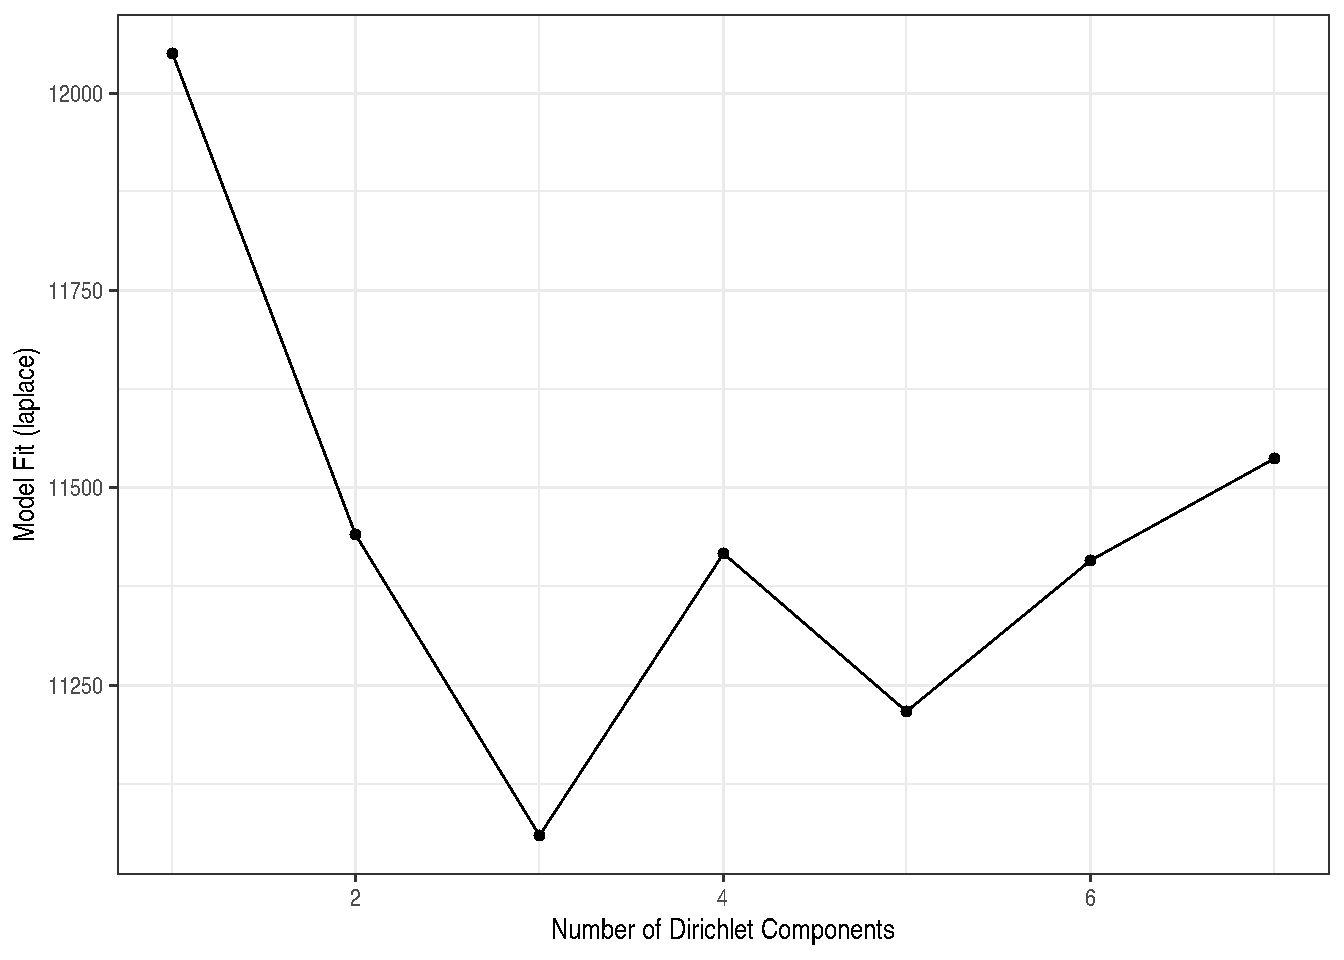 12000
11750
11500
11250
Model Fit (laplace)
2 4 6
Number of Dirichlet Components